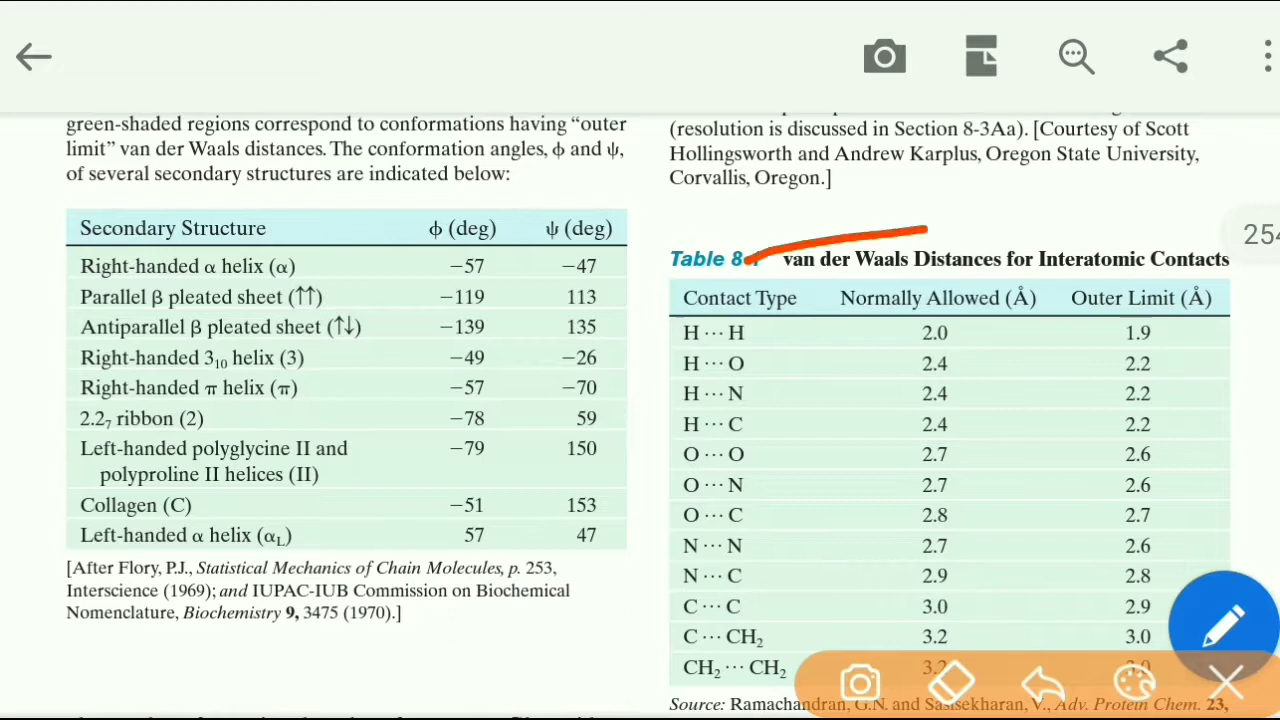 green-shaded regions correspond to conformations having “outer
limit” van der Waals distances. The conformation angles, ϕ and ψ,
of several secondary structures are indicated below:
Secondary Structure ϕ (deg) ψ (deg)
Right-handed α helix (α) −57 −47
Parallel β pleated sheet (↑↑) −119 113
Antiparallel β pleated sheet (↑↓) −139 135
Right-handed 3₁₀ helix (3) −49 −26
Right-handed π helix (π) −57 −70
2.2₇ ribbon (2) −78 59
Left-handed polyglycine II and −79 150
polyproline II helices (II)
Collagen (C) −51 153
Left-handed α helix (α_L) 57 47
[After Flory, P.J., Statistical Mechanics of Chain Molecules, p. 253,
Interscience (1969); and IUPAC-IUB Commission on Biochemical
Nomenclature, Biochemistry 9, 3475 (1970).]
(resolution is discussed in Section 8-3Aa). [Courtesy of Scott
Hollingsworth and Andrew Karplus, Oregon State University,
Corvallis, Oregon.]
254
Table 8 van der Waals Distances for Interatomic Contacts
Contact Type Normally Allowed (Å) Outer Limit (Å)
H ⋯ H 2.0 1.9
H ⋯ O 2.4 2.2
H ⋯ N 2.4 2.2
H ⋯ C 2.4 2.2
O ⋯ O 2.7 2.6
O ⋯ N 2.7 2.6
O ⋯ C 2.8 2.7
N ⋯ N 2.7 2.6
N ⋯ C 2.9 2.8
C ⋯ C 3.0 2.9
C ⋯ CH₂ 3.2 3.0
CH₂ ⋯ CH₂ 3.2 3.0
Source: Ramachandran, G.N. and Sasisekharan, V., Adv. Protein Chem. 23,